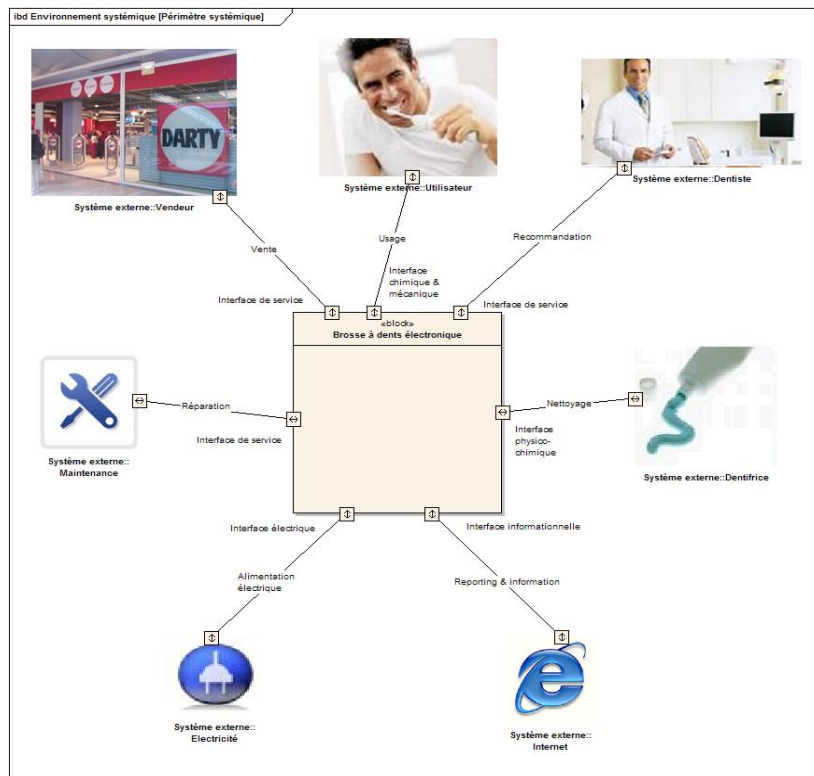 ibd Environnement systémique [Périmètre systémique]
DARTY
Système externe::Vendeur
Système externe::Utilisateur
Système externe::Dentiste
Vente
Usage
Recommandation
Interface de service
Interface
chimique &
mécanique
Interface de service
«block»
Brosse à dents électronique
Réparation
Interface de service
Système externe::
Maintenance
Nettoyage
Interface
physico-
chimique
Système externe::Dentifrice
Interface électrique
Interface informationnelle
Alimentation
électrique
Reporting & information
Système externe::
Electricité
Système externe::
Internet